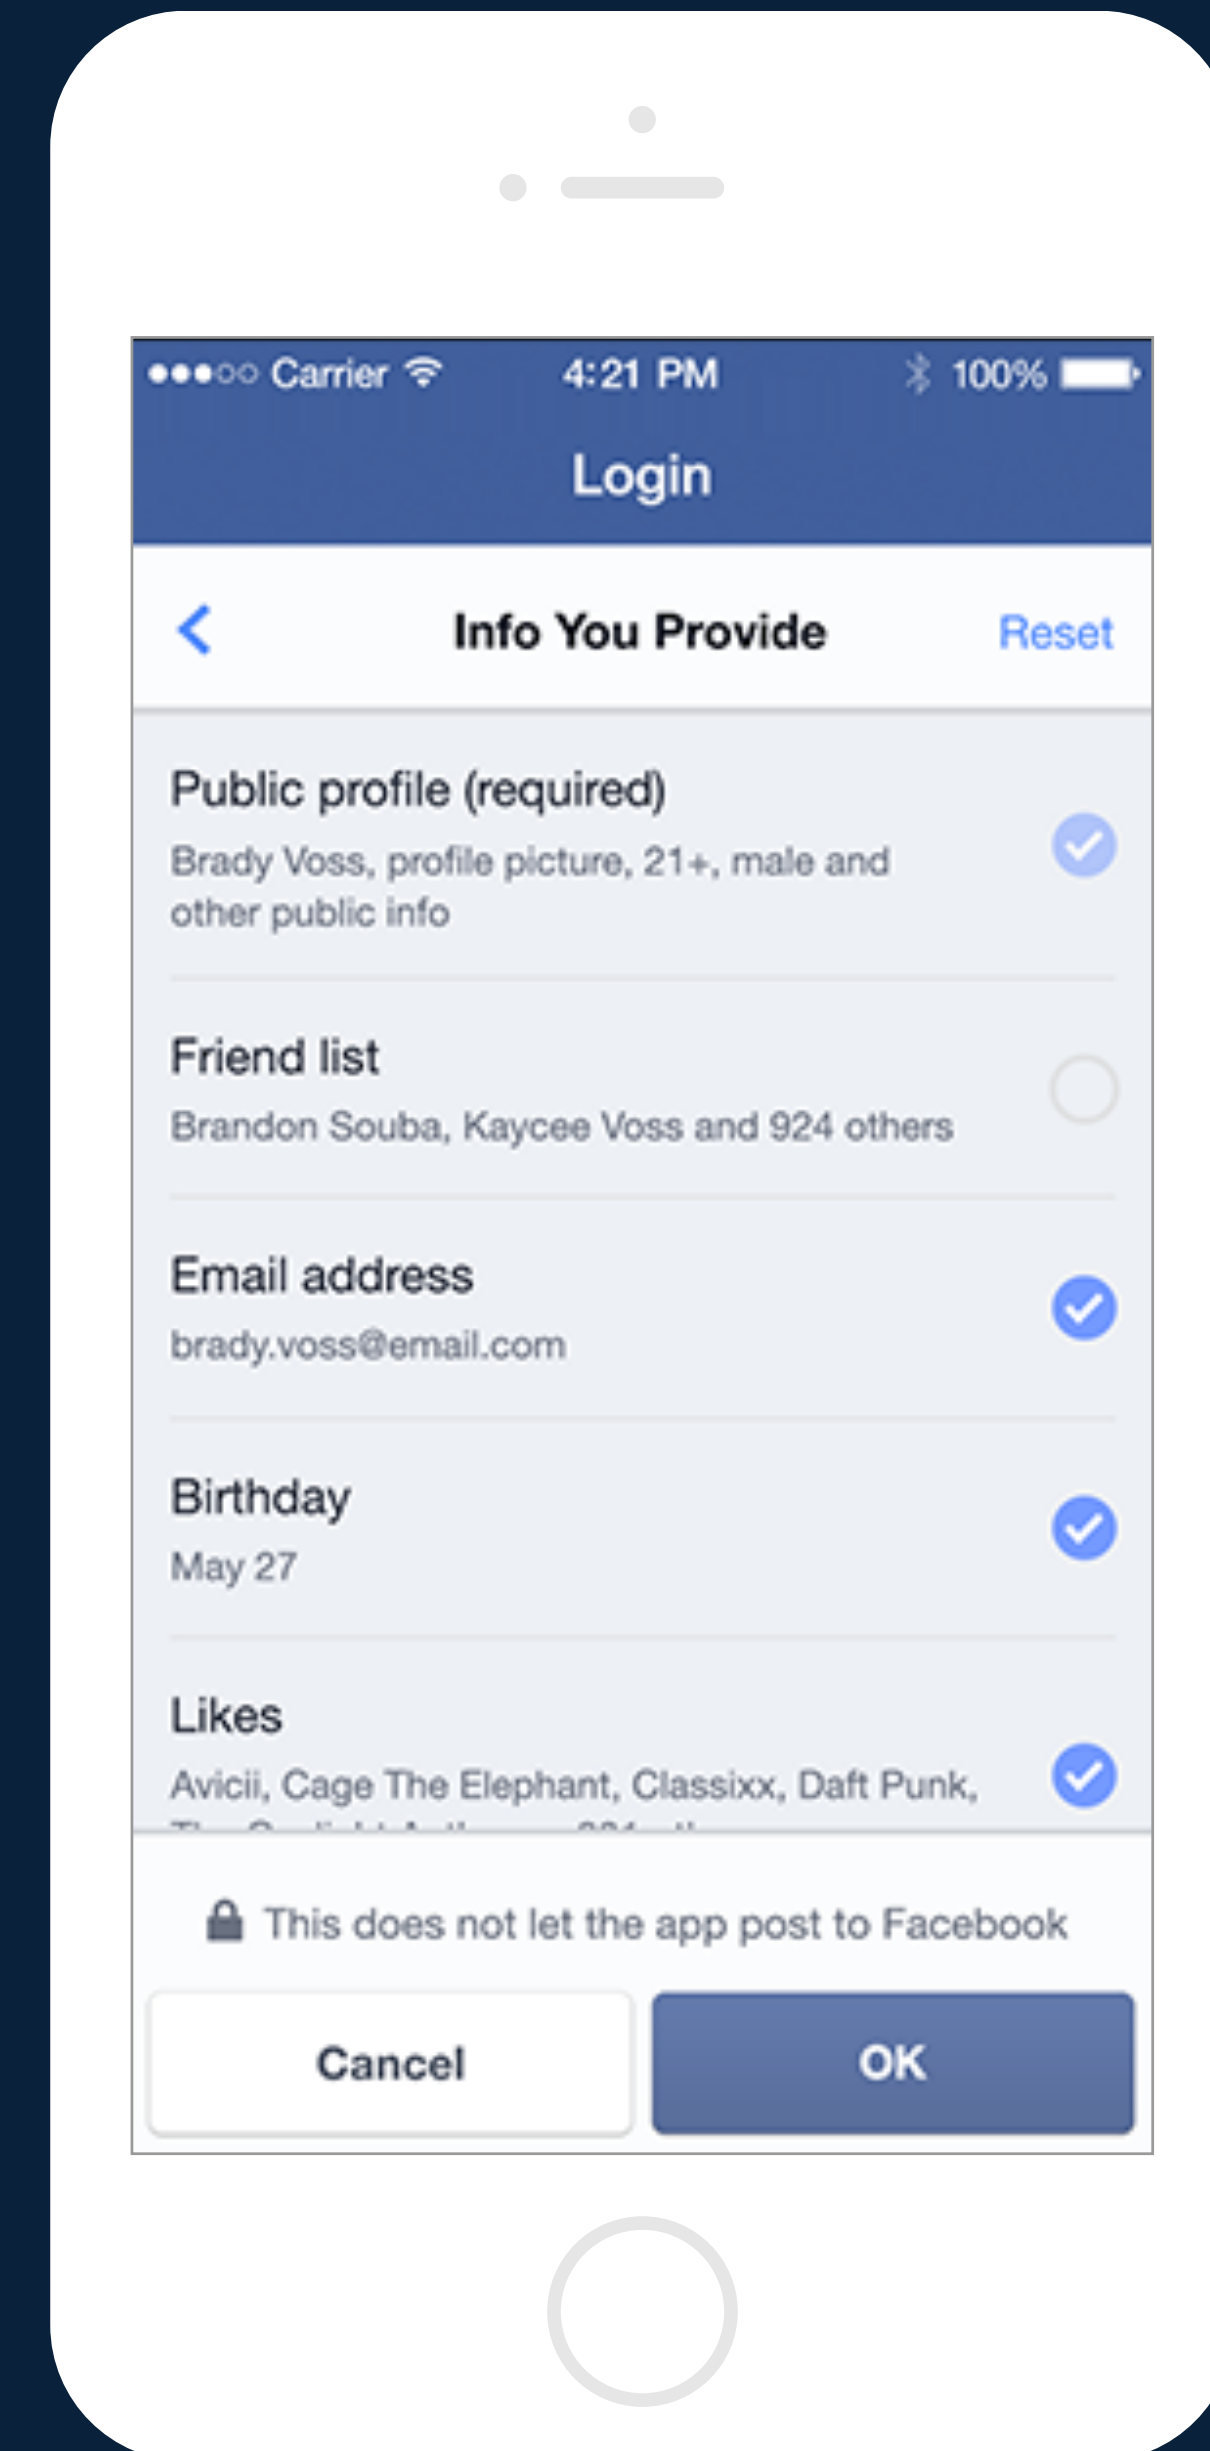 Carrier 4:21 PM 100%
Login
Info You Provide Reset
Public profile (required)
Brady Voss, profile picture, 21+, male and
other public info
Friend list
Brandon Souba, Kaycee Voss and 924 others
Email address
brady.voss@email.com
Birthday
May 27
Likes
Avicii, Cage The Elephant, Classixx, Daft Punk,
This does not let the app post to Facebook
Cancel OK